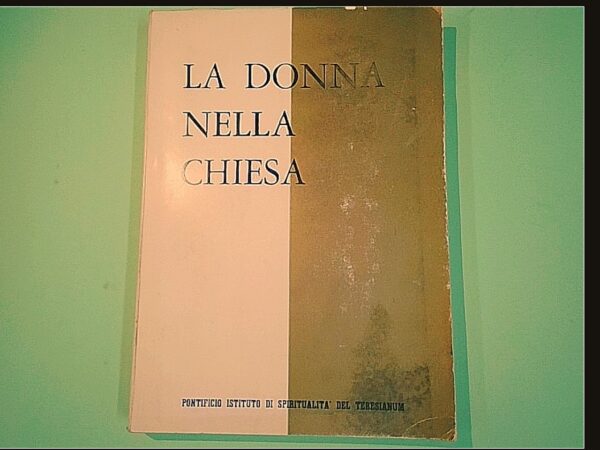 LA DONNA
NELLA
CHIESA
PONTIFICIO ISTITUTO DI SPIRITUALITA' DEL TERESIANUM